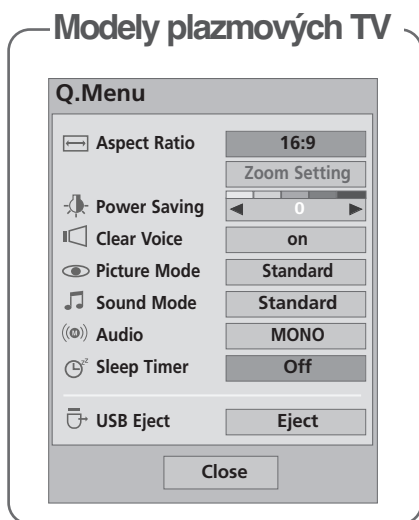 Modely plazmových TV
Q.Menu
Aspect Ratio 16:9
Zoom Setting
Power Saving 0
Clear Voice on
Picture Mode Standard
Sound Mode Standard
Audio MONO
Sleep Timer Off
USB Eject Eject
Close